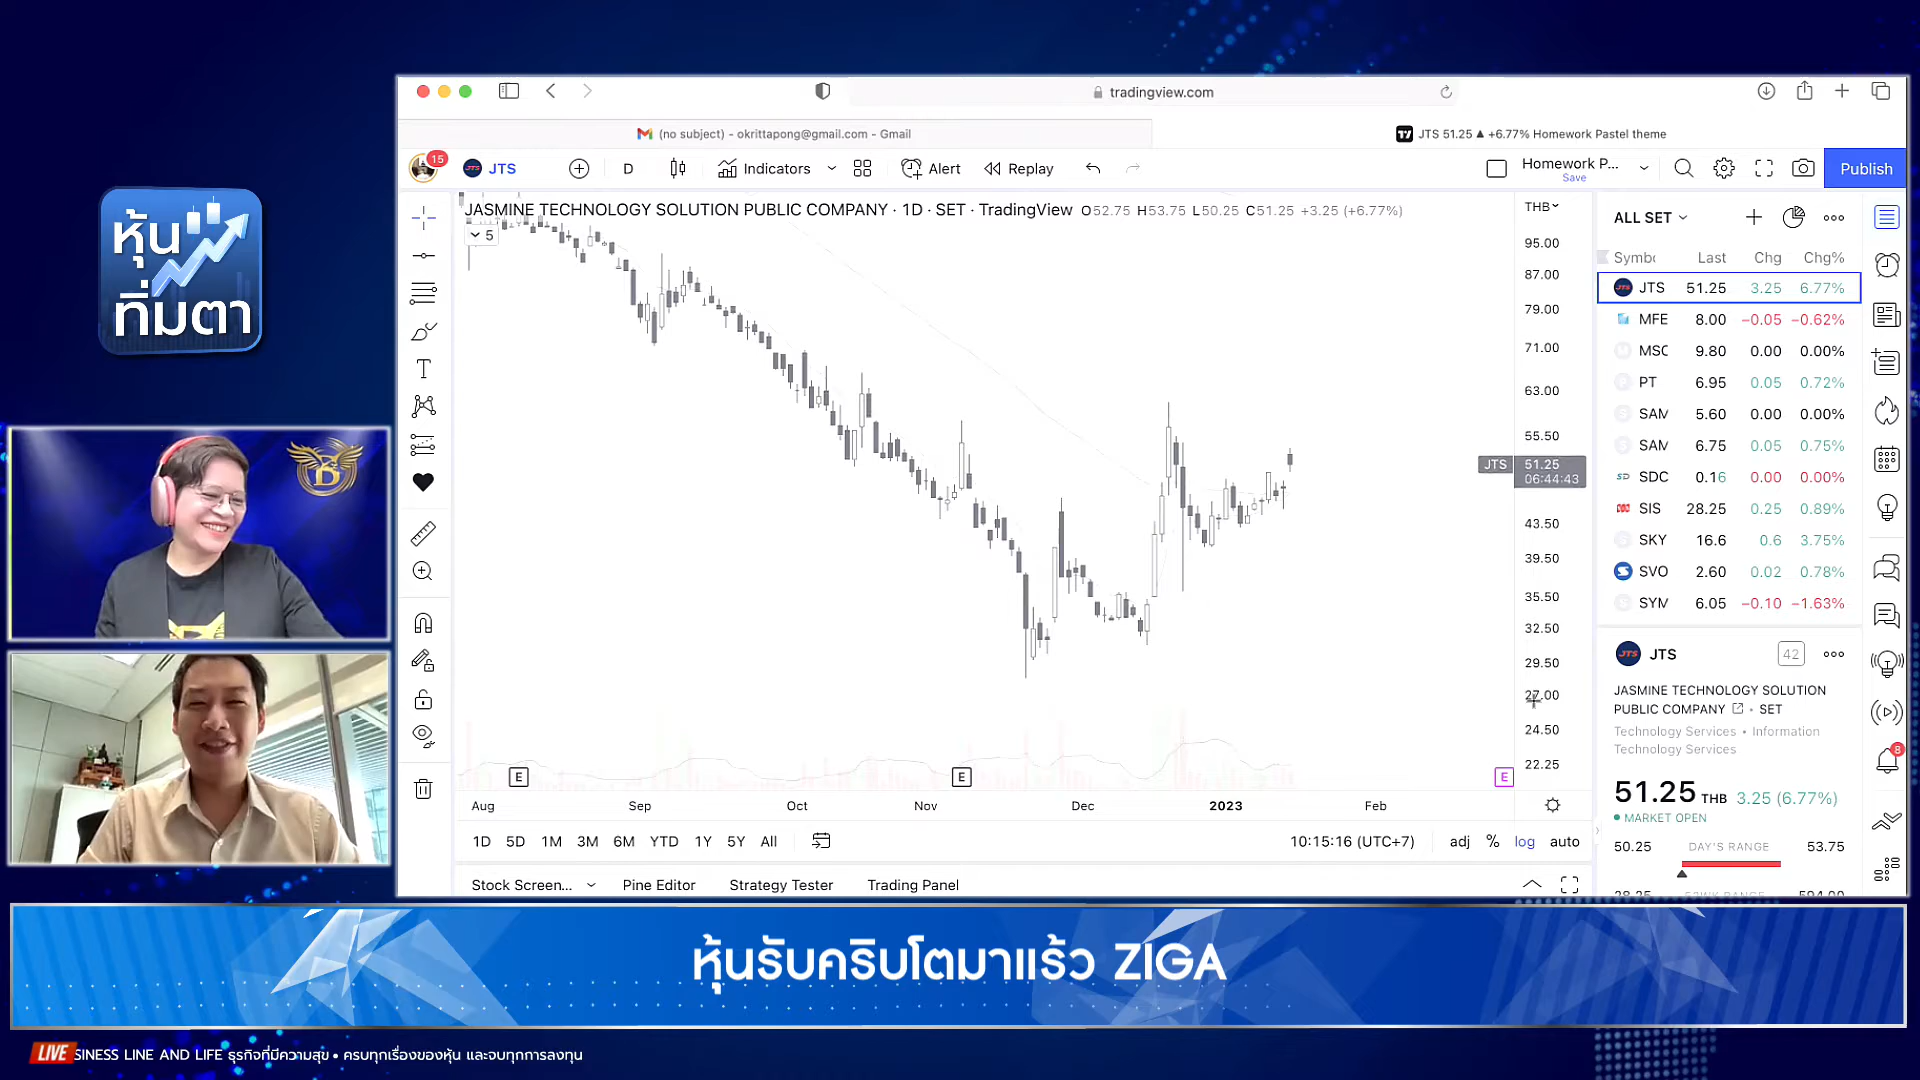 หุ้น
ทิ่มตา
tradingview.com
(no subject) - okrittapong@gmail.com - Gmail
JTS 51.25 ▲ +6.77% Homework Pastel theme
15
JTS
D
Indicators
Alert
Replay
Homework P...
Save
Publish
JASMINE TECHNOLOGY SOLUTION PUBLIC COMPANY · 1D · SET · TradingView O52.75 H53.75 L50.25 C51.25 +3.25 (+6.77%)
5
THB
95.00
87.00
79.00
71.00
63.00
55.50
JTS 51.25
06:44:43
43.50
39.50
35.50
32.50
29.50
27.00
24.50
22.25
E E E
Aug Sep Oct Nov Dec 2023 Feb
1D 5D 1M 3M 6M YTD 1Y 5Y All
10:15:16 (UTC+7) adj % log auto
Stock Screen... Pine Editor Strategy Tester Trading Panel
ALL SET
Last Chg Chg%
JTS 51.25 3.25 6.77%
MFE 8.00 −0.05 −0.62%
MSC 9.80 0.00 0.00%
PT 6.95 0.05 0.72%
SAM 5.60 0.00 0.00%
SAM 6.75 0.05 0.75%
SDC 0.16 0.00 0.00%
SIS 28.25 0.25 0.89%
SKY 16.6 0.6 3.75%
SVO 2.60 0.02 0.78%
SYM 6.05 −0.10 −1.63%
JTS 42
JASMINE TECHNOLOGY SOLUTION
PUBLIC COMPANY · SET
Technology Services • Information
Technology Services
51.25 THB 3.25 (6.77%)
MARKET OPEN
50.25 DAY'S RANGE 53.75
8
หุ้นรับคริบโตมาแร้ว ZIGA
LIVE
SINESS LINE AND LIFE ธุรกิจที่มีความสุข • ครบทุกเรื่องของหุ้น และจบทุกการลงทุน